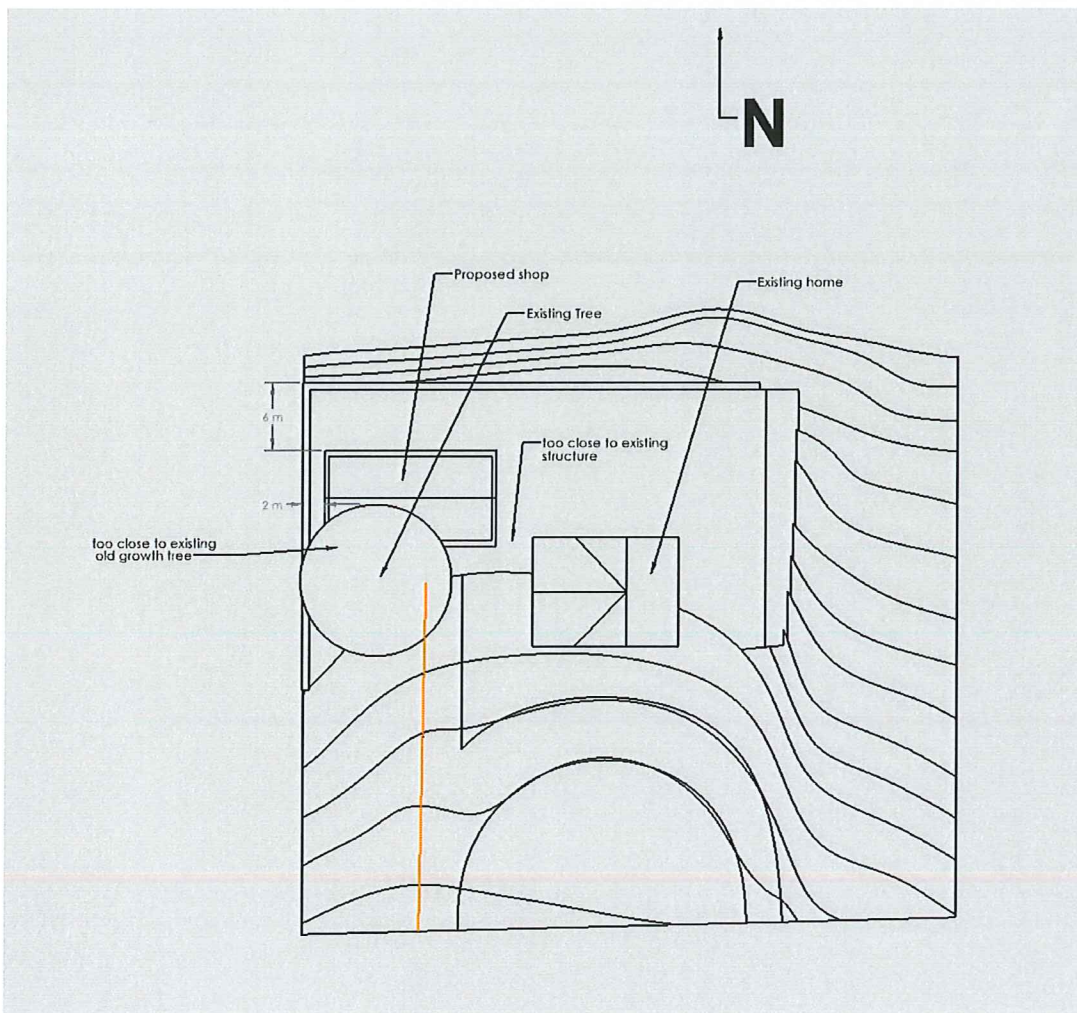 N
Proposed shop
Existing home
Existing Tree
6 m
too close to existing
structure
2 m
too close to existing
old growth tree